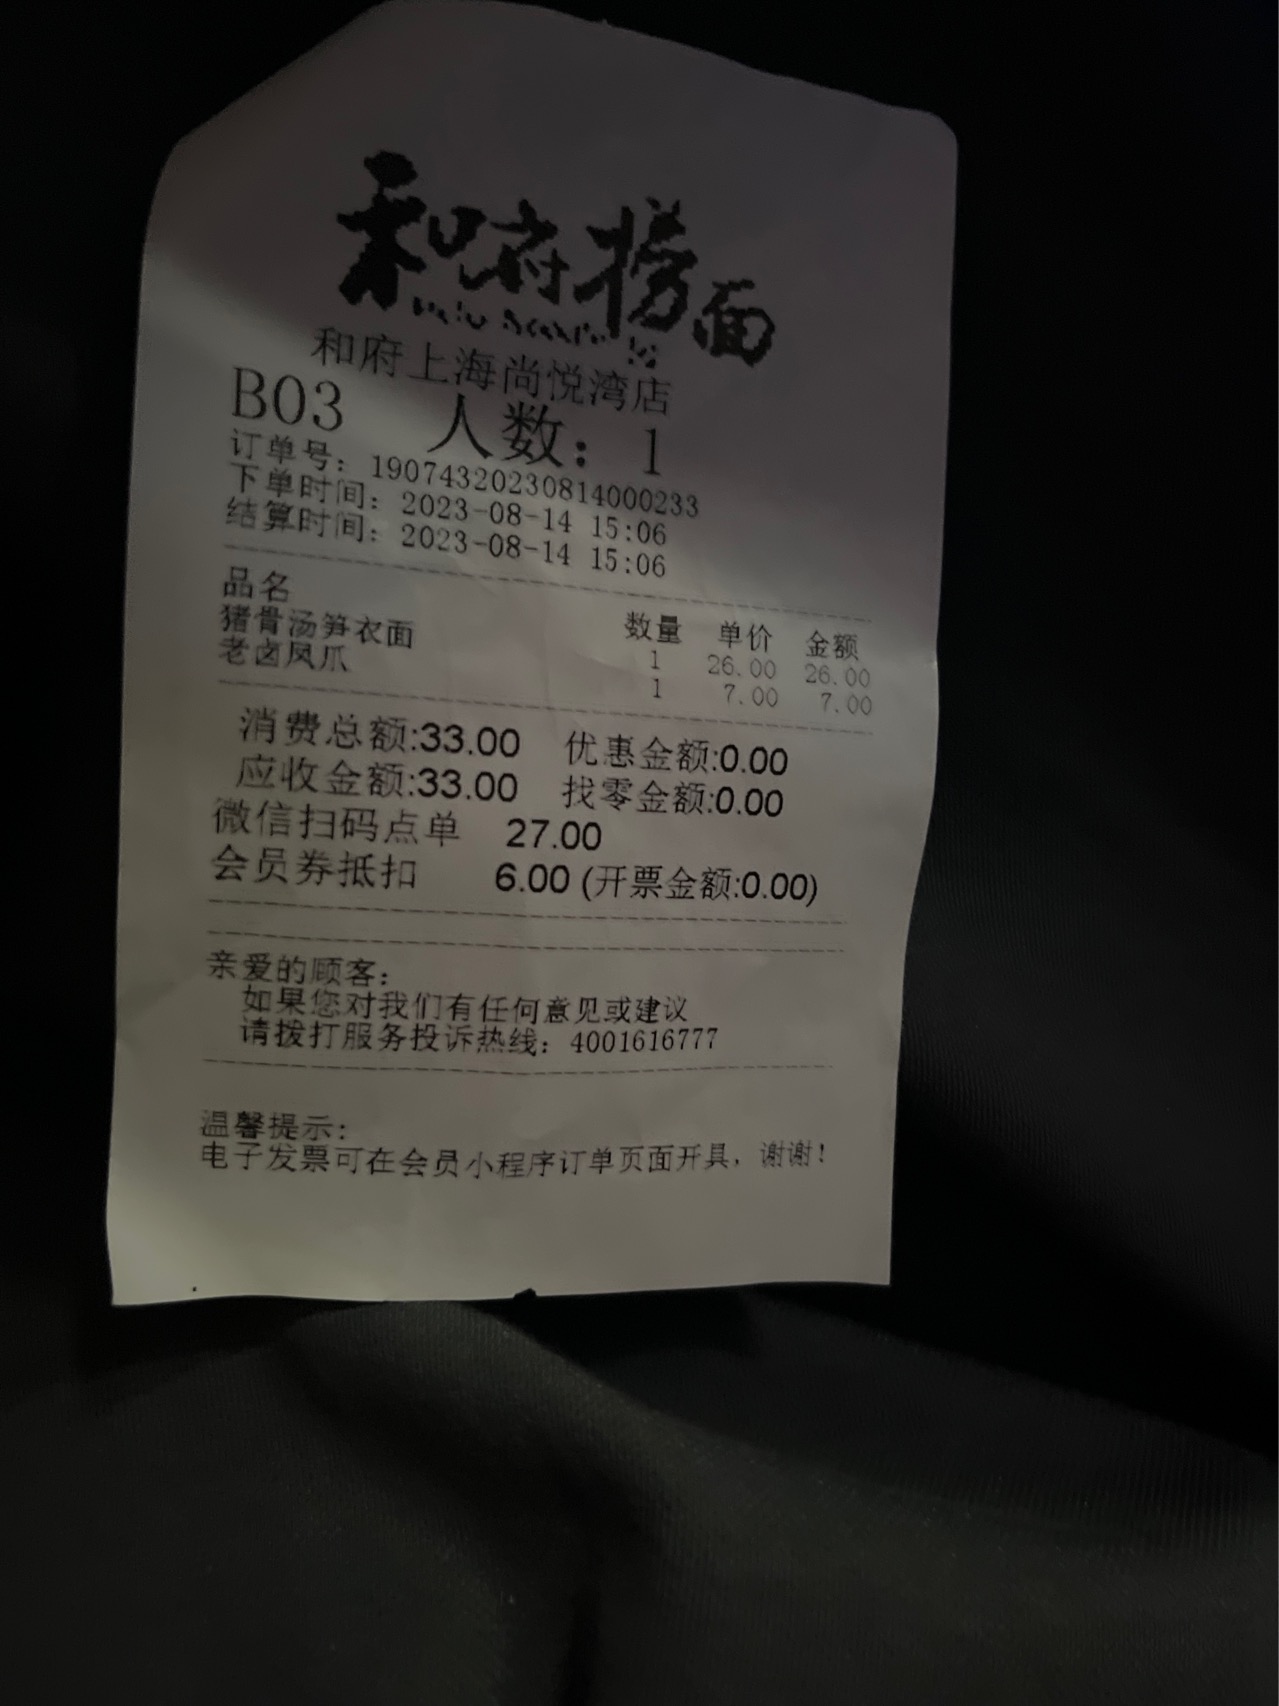 和府捞面
和府上海尚悦湾店
B03 人数：1
订单号：19074320230814000233
下单时间：2023-08-14 15:06
结算时间：2023-08-14 15:06
品名 数量 单价 金额
猪骨汤笋衣面 1 26.00 26.00
老卤凤爪 1 7.00 7.00
消费总额:33.00 优惠金额:0.00
应收金额:33.00 找零金额:0.00
微信扫码点单 27.00
会员券抵扣 6.00 (开票金额:0.00)
亲爱的顾客：
如果您对我们有任何意见或建议
请拨打服务投诉热线：4001616777
温馨提示：
电子发票可在会员小程序订单页面开具，谢谢！